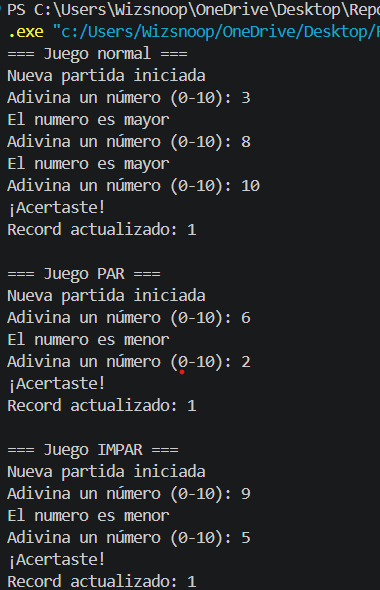 PS C:\Users\Wizsnoop\OneDrive\Desktop\Repo
.exe "c:/Users/Wizsnoop/OneDrive/Desktop/
=== Juego normal ===
Nueva partida iniciada
Adivina un número (0-10): 3
El numero es mayor
Adivina un número (0-10): 8
El numero es mayor
Adivina un número (0-10): 10
¡Acertaste!
Record actualizado: 1
=== Juego PAR ===
Nueva partida iniciada
Adivina un número (0-10): 6
El numero es menor
Adivina un número (0-10): 2
¡Acertaste!
Record actualizado: 1
=== Juego IMPAR ===
Nueva partida iniciada
Adivina un número (0-10): 9
El numero es menor
Adivina un número (0-10): 5
¡Acertaste!
Record actualizado: 1